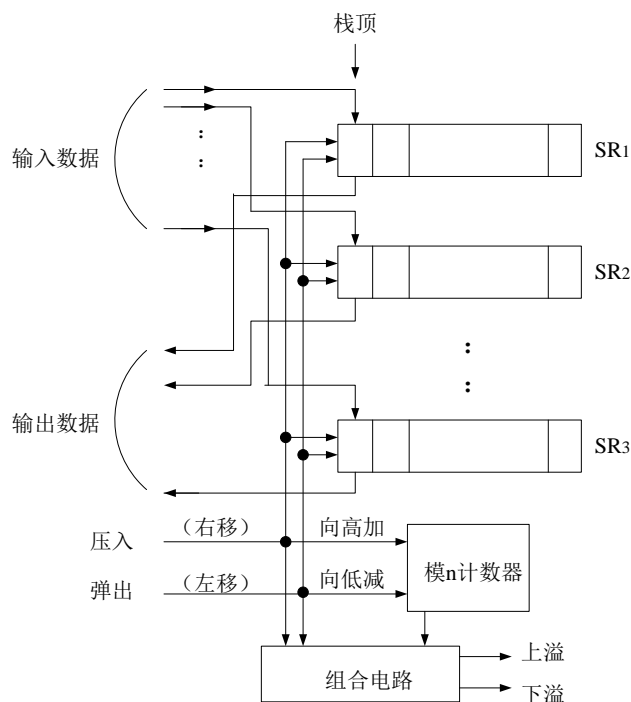 栈顶
输入数据
SR1
SR2
输出数据
SR3
压入 （右移） 向高加
弹出 （左移） 向低减
模n计数器
组合电路
上溢
下溢